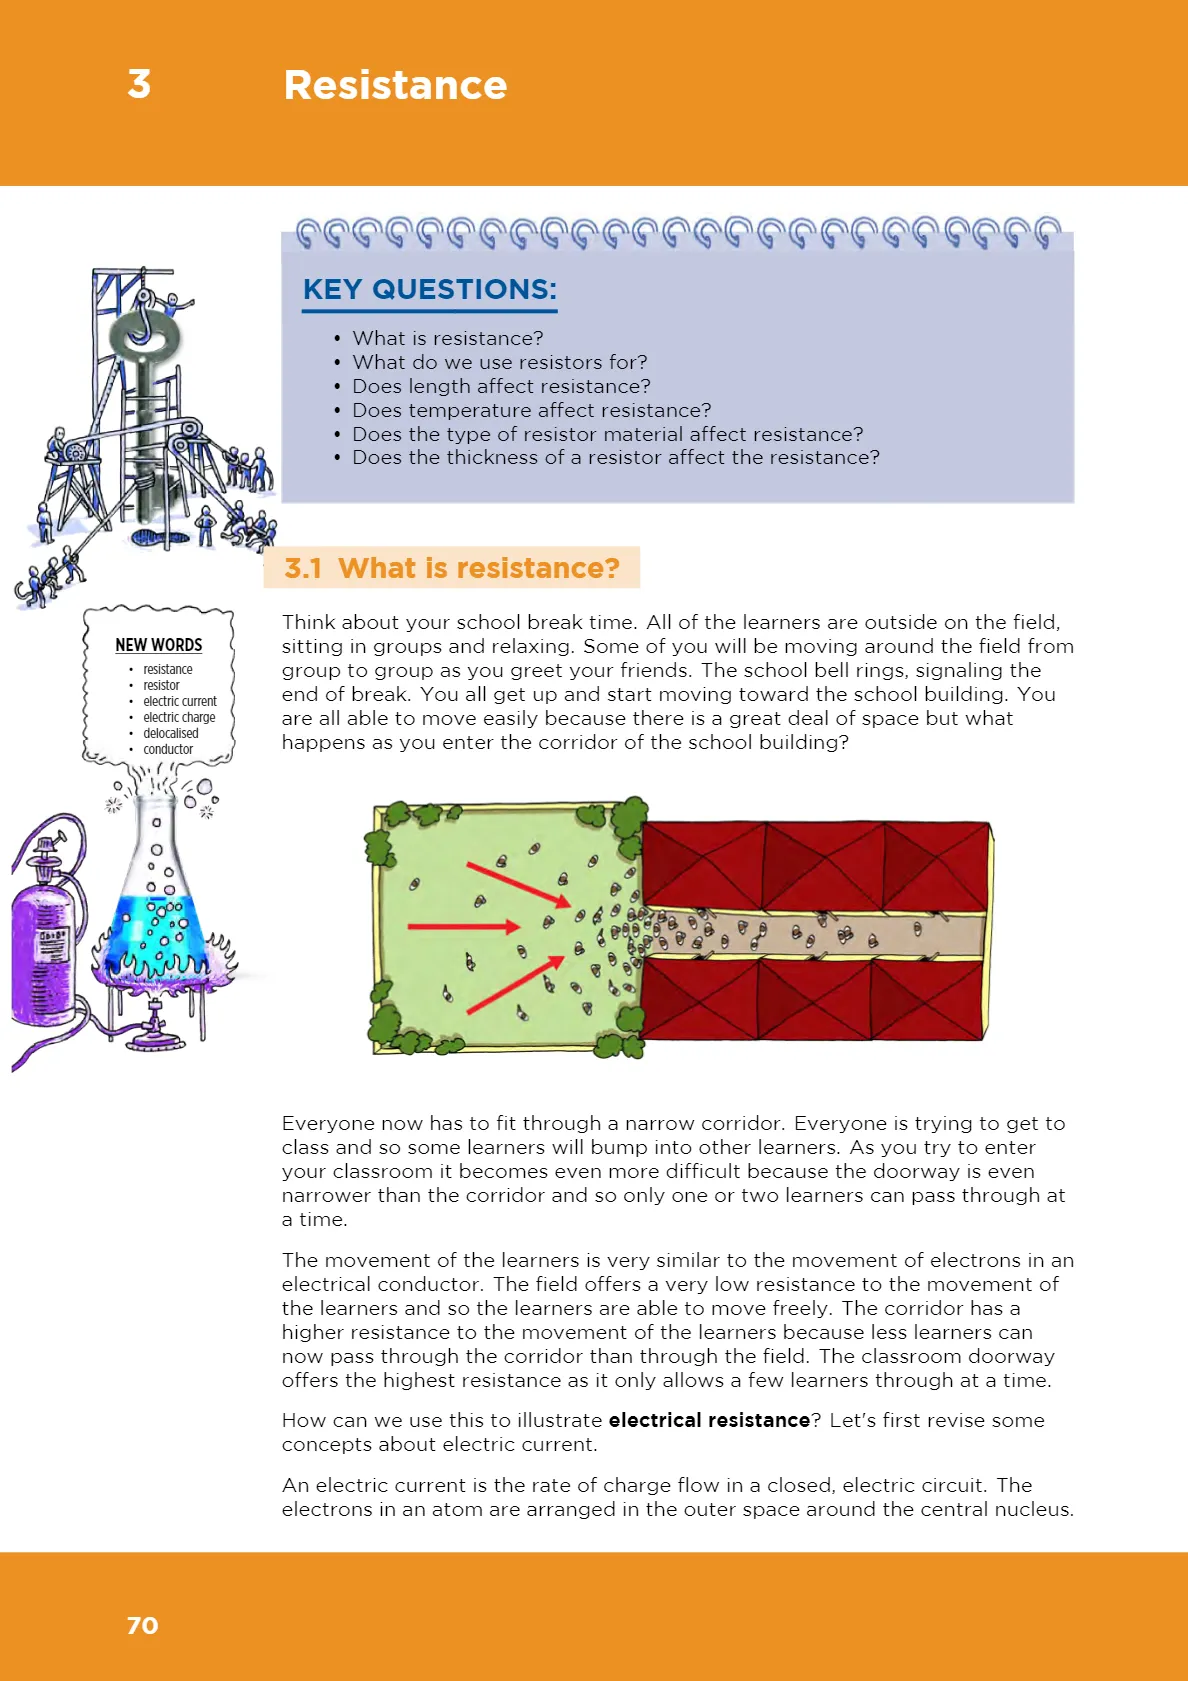 3 Resistance
KEY QUESTIONS:
• What is resistance?
• What do we use resistors for?
• Does length affect resistance?
• Does temperature affect resistance?
• Does the type of resistor material affect resistance?
• Does the thickness of a resistor affect the resistance?
3.1 What is resistance?
NEW WORDS
• resistance
• resistor
• electric current
• electric charge
• delocalised
• conductor
Think about your school break time. All of the learners are outside on the field,
sitting in groups and relaxing. Some of you will be moving around the field from
group to group as you greet your friends. The school bell rings, signaling the
end of break. You all get up and start moving toward the school building. You
are all able to move easily because there is a great deal of space but what
happens as you enter the corridor of the school building?
Everyone now has to fit through a narrow corridor. Everyone is trying to get to
class and so some learners will bump into other learners. As you try to enter
your classroom it becomes even more difficult because the doorway is even
narrower than the corridor and so only one or two learners can pass through at
a time.
The movement of the learners is very similar to the movement of electrons in an
electrical conductor. The field offers a very low resistance to the movement of
the learners and so the learners are able to move freely. The corridor has a
higher resistance to the movement of the learners because less learners can
now pass through the corridor than through the field. The classroom doorway
offers the highest resistance as it only allows a few learners through at a time.
How can we use this to illustrate electrical resistance? Let's first revise some
concepts about electric current.
An electric current is the rate of charge flow in a closed, electric circuit. The
electrons in an atom are arranged in the outer space around the central nucleus.
70